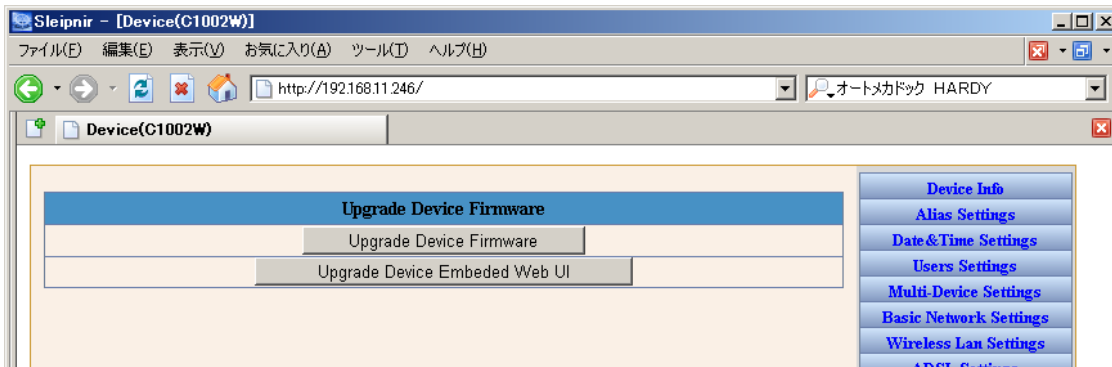 Sleipnir - [Device(C1002W)]
ファイル(F) 編集(E) 表示(V) お気に入り(A) ツール(T) ヘルプ(H)
http://192.168.11.246/
オートメカドック HARDY
Device(C1002W)
Upgrade Device Firmware
Upgrade Device Firmware
Upgrade Device Embeded Web UI
Device Info
Alias Settings
Date&Time Settings
Users Settings
Multi-Device Settings
Basic Network Settings
Wireless Lan Settings
ADSL Settings